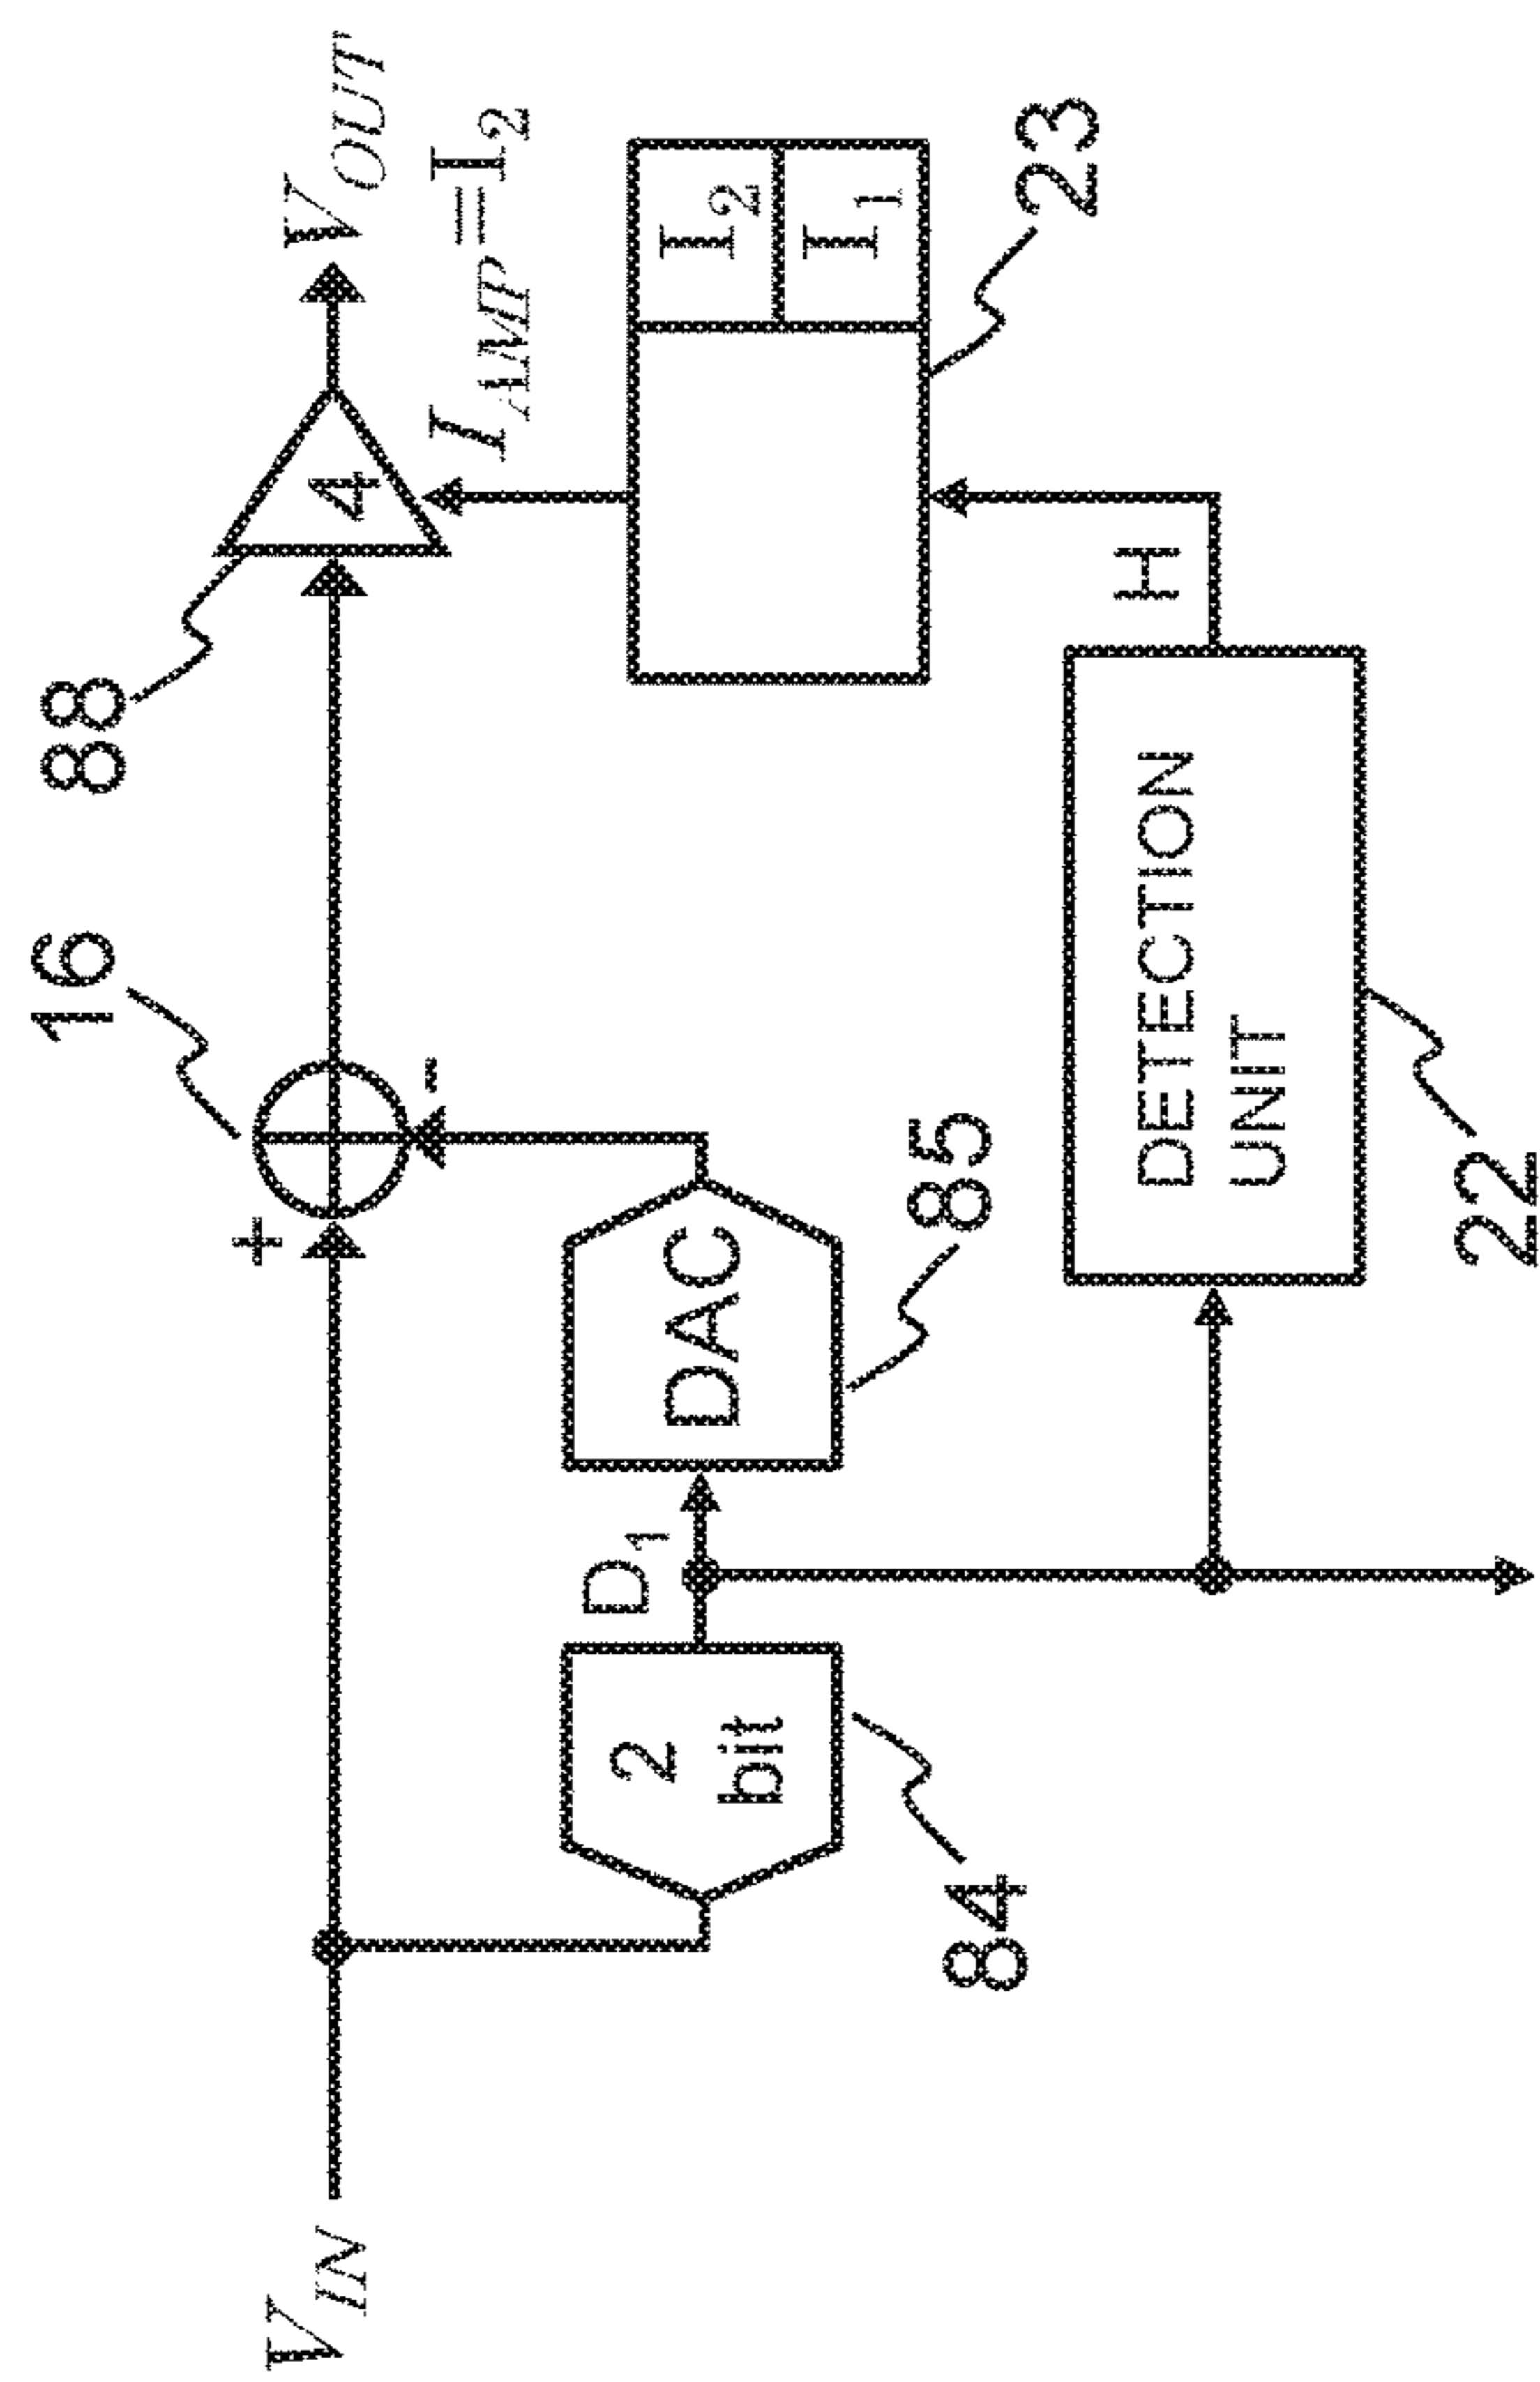 16
88
V_IN
+
-
4
V_OUT
I_AMP=I_2
2
bit
D_1
DAC
I_2
I_1
84
85
23
DETECTION
UNIT
H
22